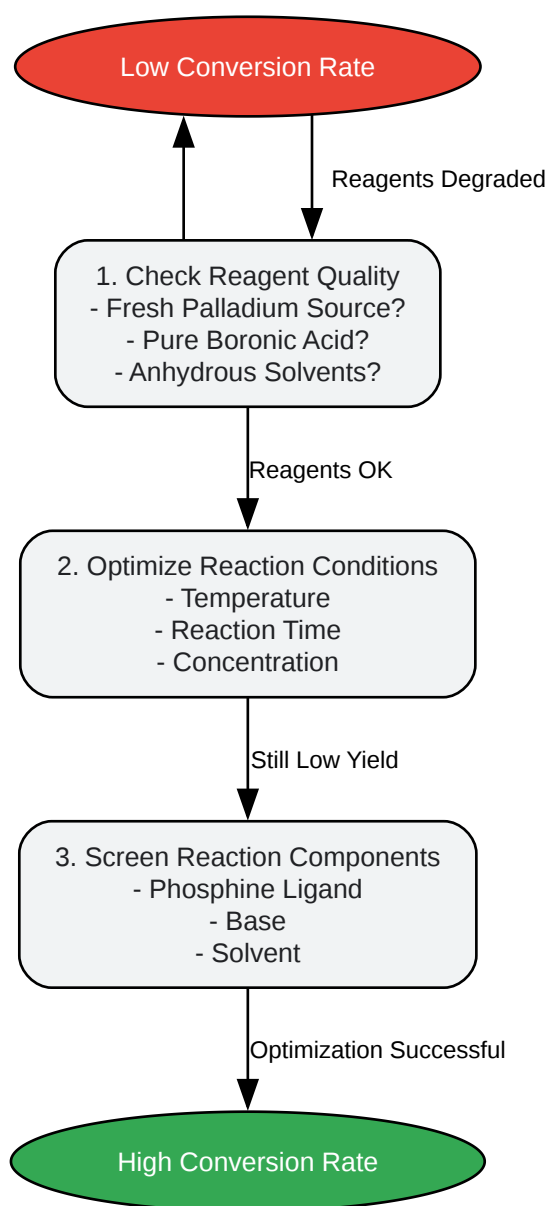 Low Conversion Rate
Reagents Degraded
1. Check Reagent Quality
- Fresh Palladium Source?
- Pure Boronic Acid?
- Anhydrous Solvents?
Reagents OK
2. Optimize Reaction Conditions
- Temperature
- Reaction Time
- Concentration
Still Low Yield
3. Screen Reaction Components
- Phosphine Ligand
- Base
- Solvent
Optimization Successful
High Conversion Rate